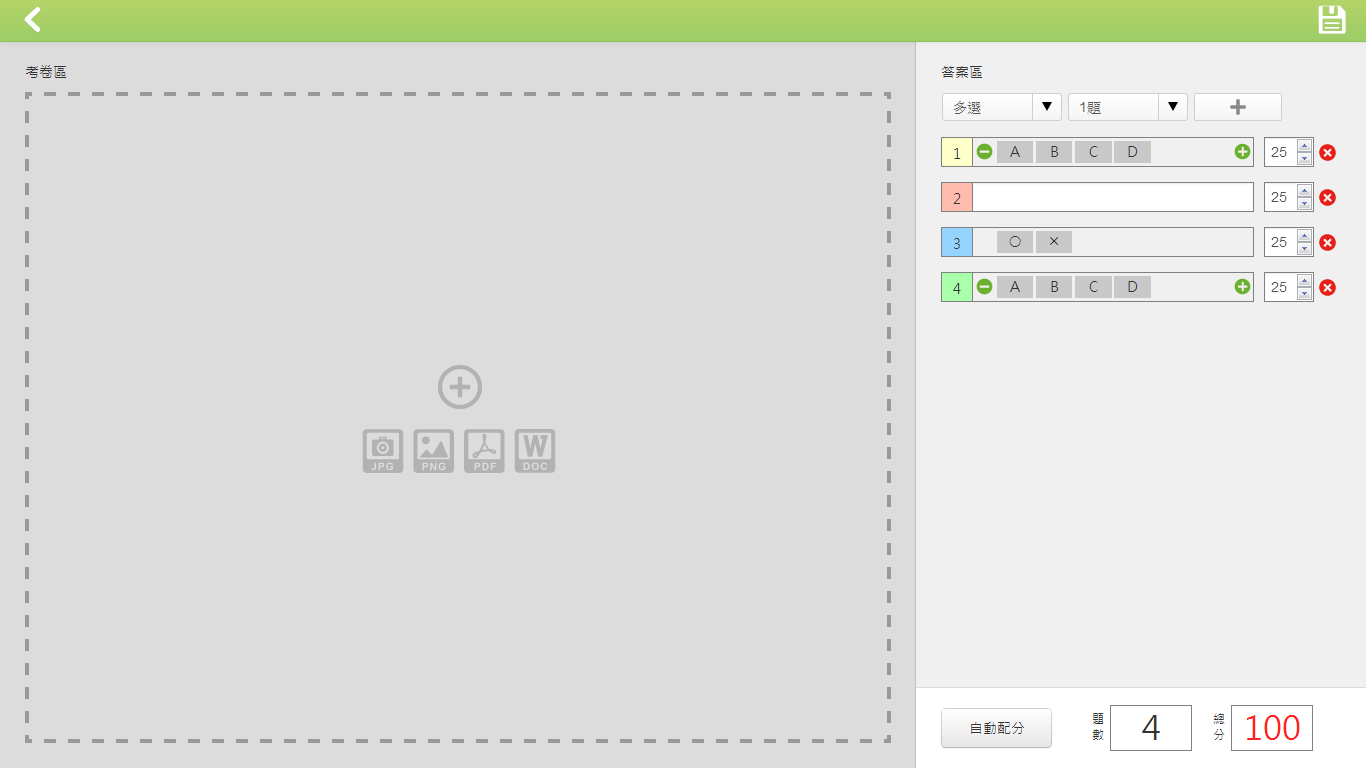 考卷區
JPG PNG PDF W DOC
答案區
多選 1題
1 A B C D 25
2 25
3 ○ × 25
4 A B C D 25
自動配分 題數 4 總分 100